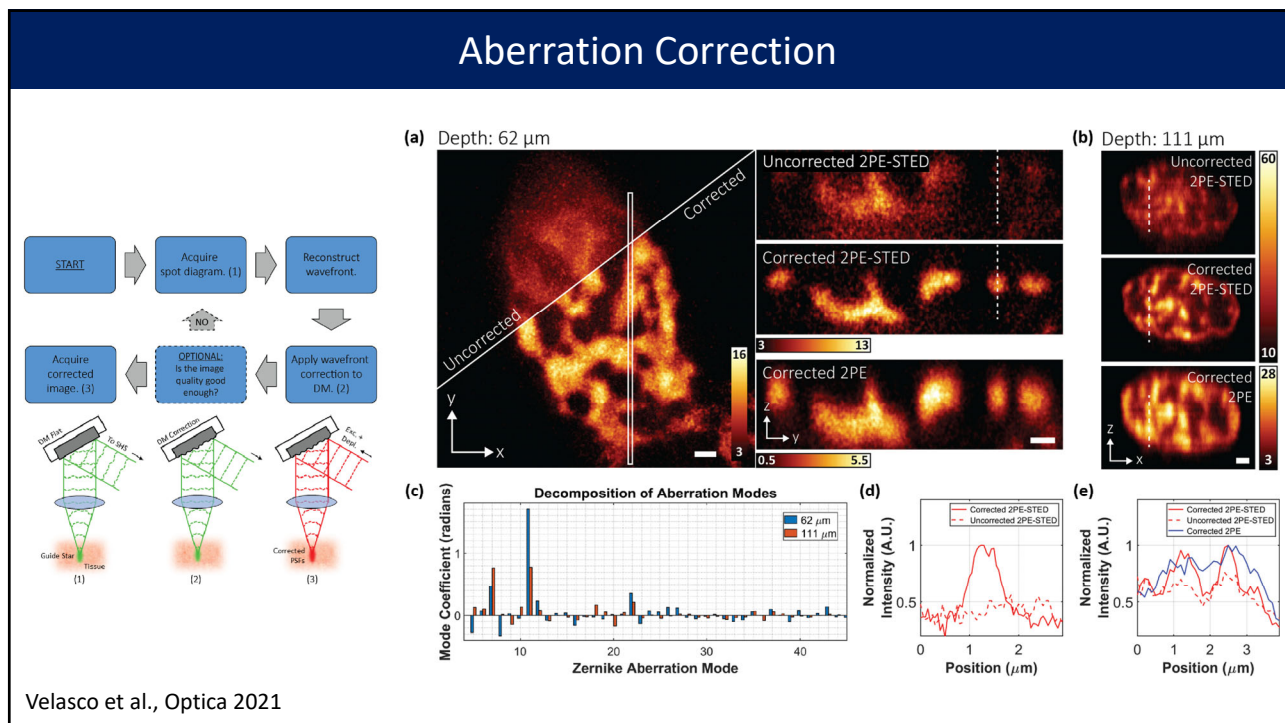 Aberration Correction
START
Acquire
spot diagram. (1)
Reconstruct
wavefront.
NO
Acquire
corrected
image. (3)
OPTIONAL:
Is the image
quality good
enough?
Apply wavefront
correction to
DM. (2)
DM Flat
To SHS
DM Correction
Exc. +
Depl.
Guide Star
Tissue
Corrected
PSFs
(1)
(2)
(3)
(a) Depth: 62 μm
Uncorrected
Corrected
y
x
16
3
Uncorrected 2PE-STED
Corrected 2PE-STED
3
13
Corrected 2PE
z
y
0.5
5.5
(b) Depth: 111 μm
Uncorrected
2PE-STED
Corrected
2PE-STED
60
10
Corrected
2PE
28
3
z
x
(c)
Decomposition of Aberration Modes
Mode Coefficient (radians)
1
0
62 μm
111 μm
10
20
30
40
Zernike Aberration Mode
(d)
Corrected 2PE-STED
Uncorrected 2PE-STED
Normalized
Intensity (A.U.)
1
0.5
0
1
2
Position (μm)
(e)
Corrected 2PE-STED
Uncorrected 2PE-STED
Corrected 2PE
Normalized
Intensity (A.U.)
1
0.5
0
1
2
3
Position (μm)
Velasco et al., Optica 2021